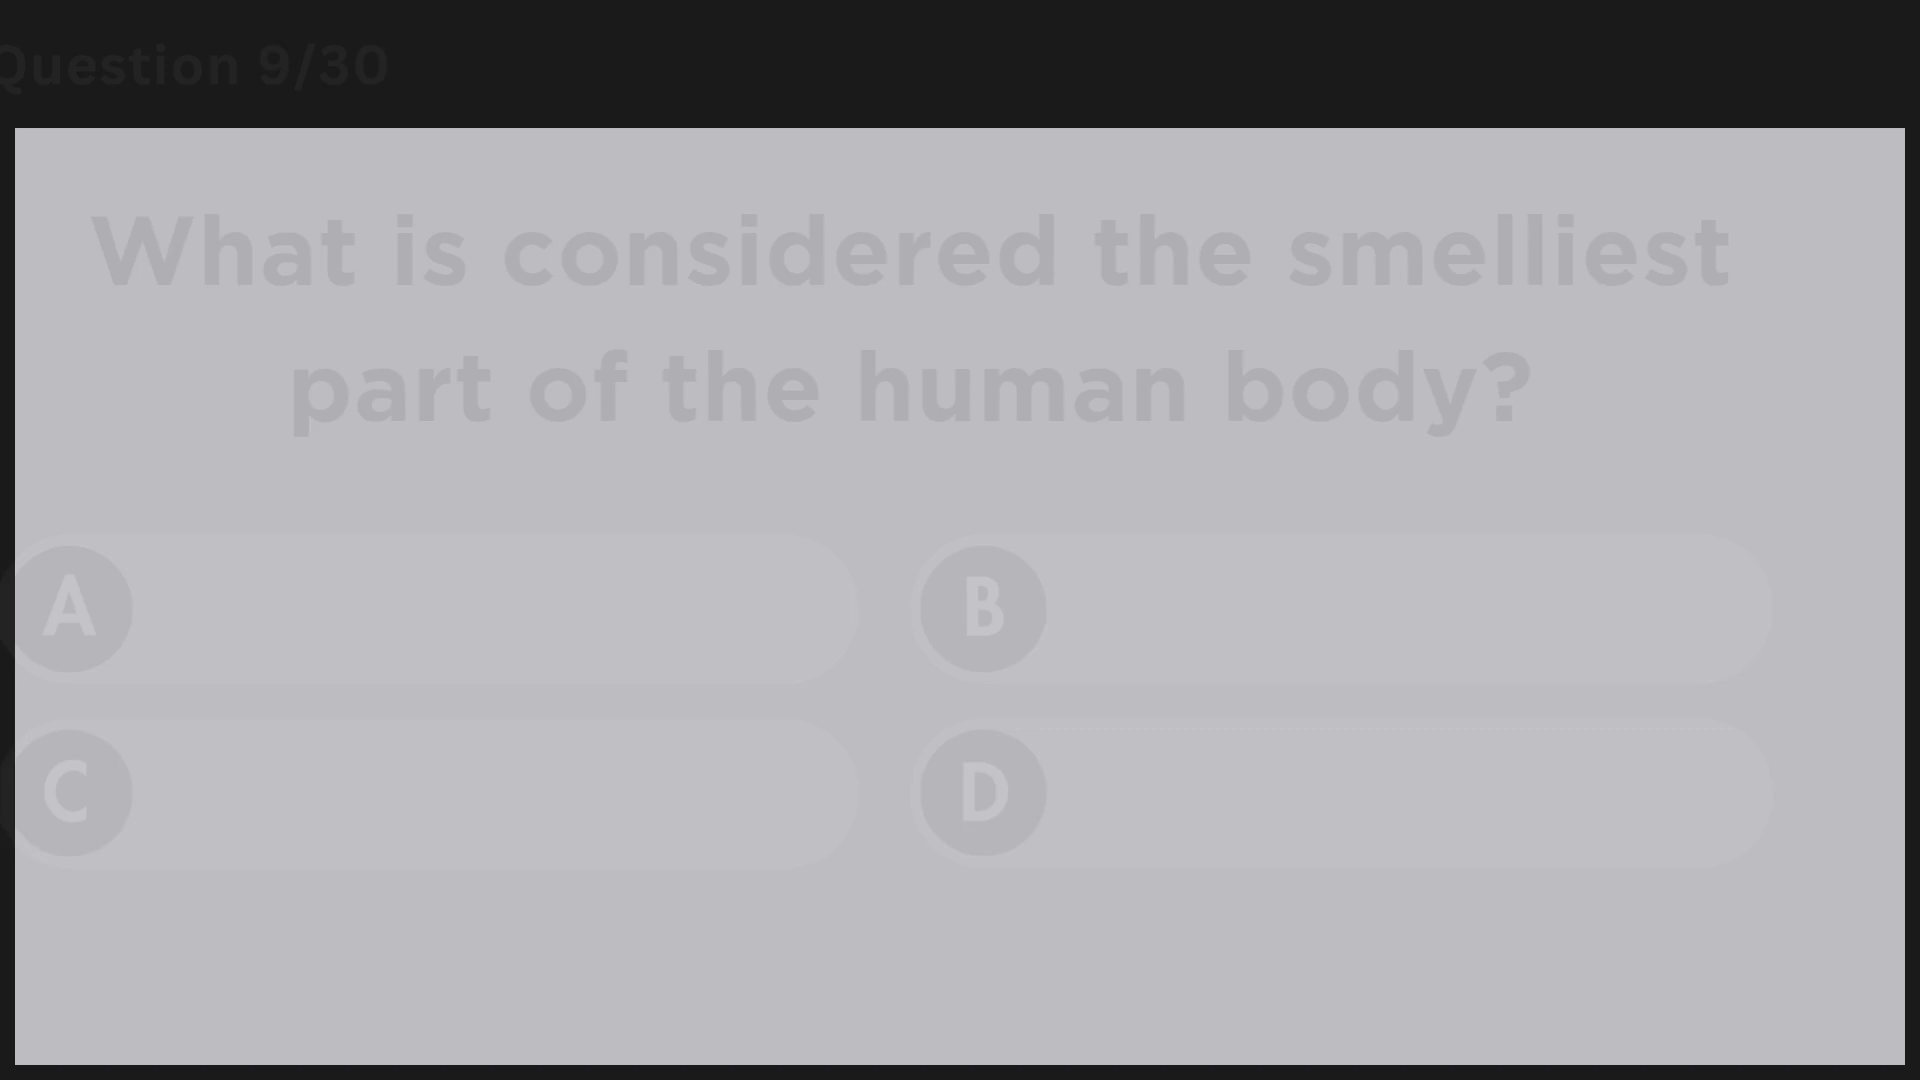 Question 9/30
What is considered the smelliest
part of the human body?
A
B
C
D